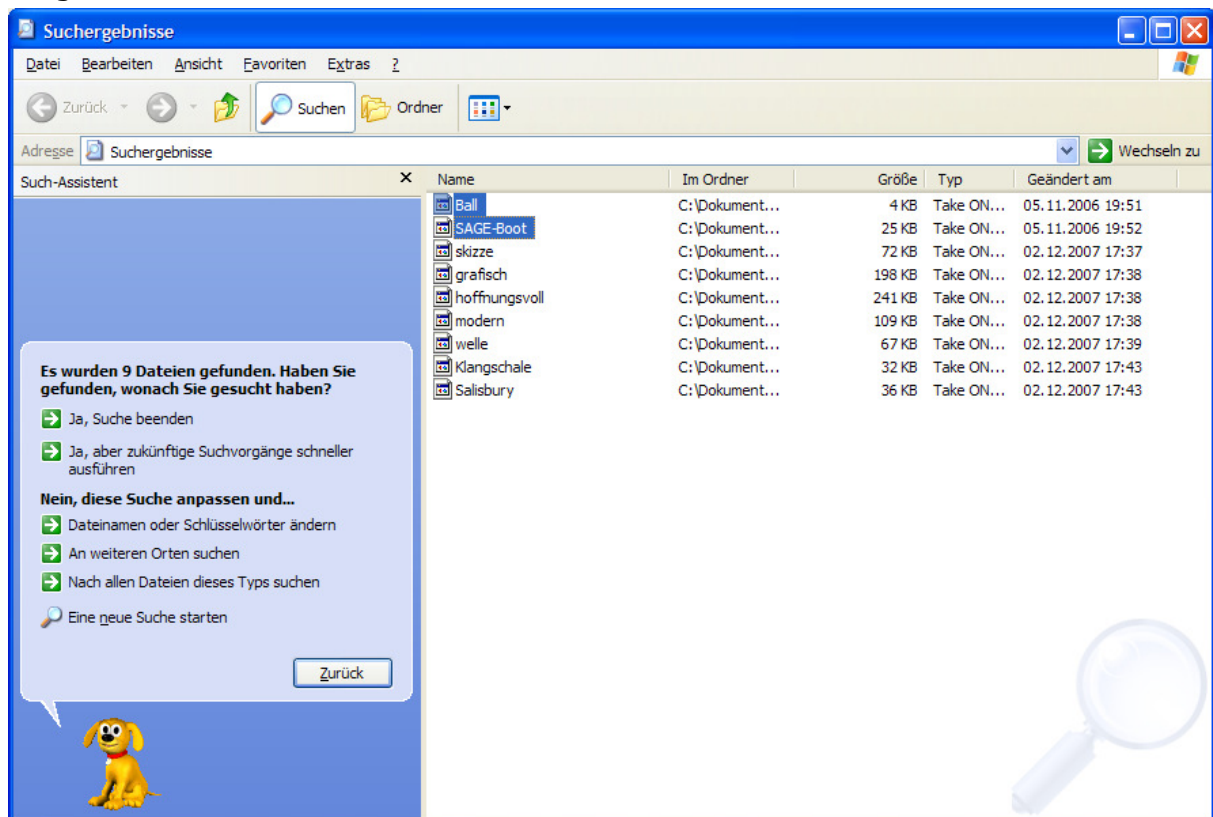 Suchergebnisse
Datei Bearbeiten Ansicht Favoriten Extras ?
Zurück Suchen Ordner
Adresse Suchergebnisse Wechseln zu
Such-Assistent
Es wurden 9 Dateien gefunden. Haben Sie
gefunden, wonach Sie gesucht haben?
Ja, Suche beenden
Ja, aber zukünftige Suchvorgänge schneller
ausführen
Nein, diese Suche anpassen und...
Dateinamen oder Schlüsselwörter ändern
An weiteren Orten suchen
Nach allen Dateien dieses Typs suchen
Eine neue Suche starten
Zurück
Name Im Ordner Größe Typ Geändert am
Ball C:\Dokument... 4 KB Take ON... 05.11.2006 19:51
SAGE-Boot C:\Dokument... 25 KB Take ON... 05.11.2006 19:52
skizze C:\Dokument... 72 KB Take ON... 02.12.2007 17:37
grafisch C:\Dokument... 198 KB Take ON... 02.12.2007 17:38
hoffnungsvoll C:\Dokument... 241 KB Take ON... 02.12.2007 17:38
modern C:\Dokument... 109 KB Take ON... 02.12.2007 17:38
welle C:\Dokument... 67 KB Take ON... 02.12.2007 17:39
Klangschale C:\Dokument... 32 KB Take ON... 02.12.2007 17:43
Salisbury C:\Dokument... 36 KB Take ON... 02.12.2007 17:43